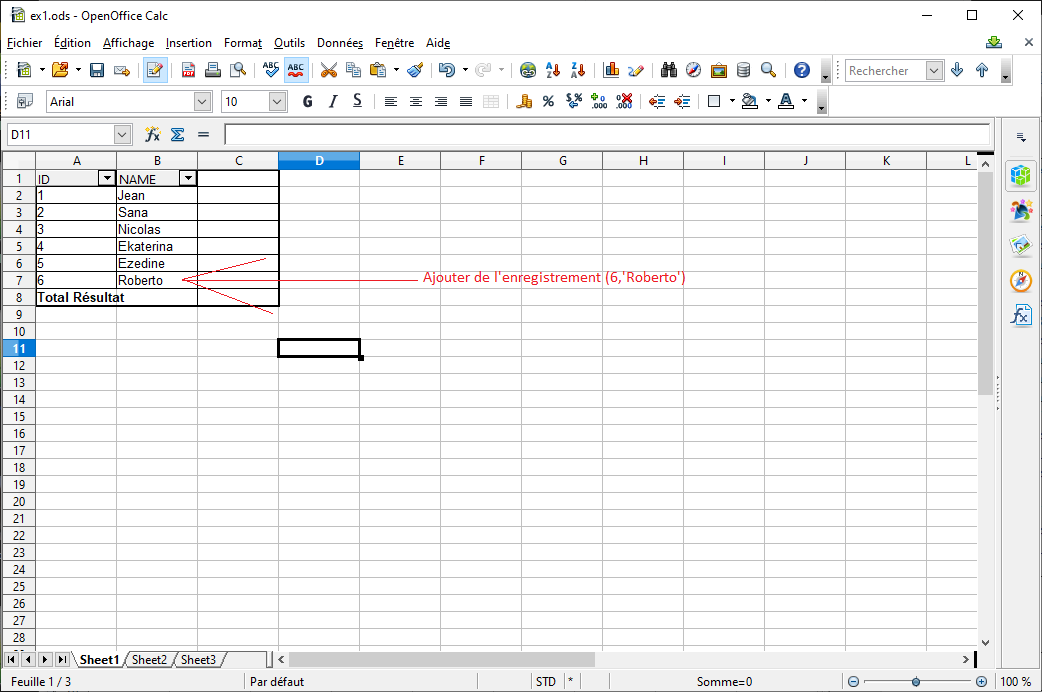 ex1.ods - OpenOffice Calc
Fichier Édition Affichage Insertion Format Outils Données Fenêtre Aide
Rechercher
Arial 10 G I S
D11
A B C D E F G H I J K L
1 ID NAME
2 1 Jean
3 2 Sana
4 3 Nicolas
5 4 Ekaterina
6 5 Ezedine
7 6 Roberto Ajouter de l'enregistrement (6,'Roberto')
8 Total Résultat
9
10
11
12
13
14
15
16
17
18
19
20
21
22
23
24
25
26
27
28
Sheet1 Sheet2 Sheet3
Feuille 1 / 3 Par défaut STD * Somme=0 100 %